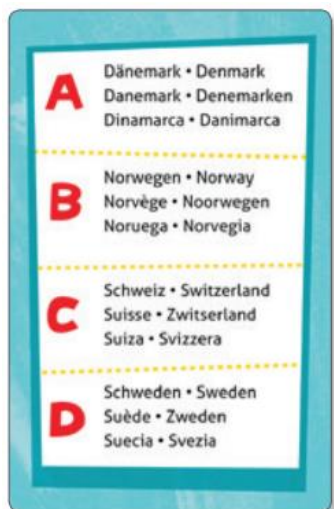 A
Dänemark • Denmark
Danemark • Denemarken
Dinamarca • Danimarca
B
Norwegen • Norway
Norvège • Noorwegen
Noruega • Norvegia
C
Schweiz • Switzerland
Suisse • Zwitserland
Suiza • Svizzera
D
Schweden • Sweden
Suède • Zweden
Suecia • Svezia